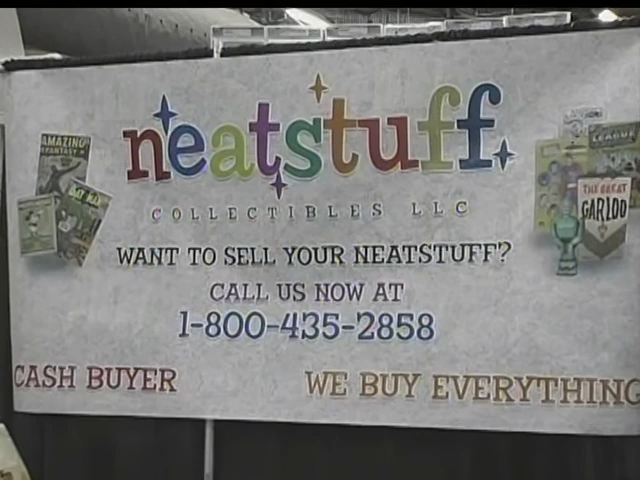 neatstuff
COLLECTIBLES LLC
WANT TO SELL YOUR NEATSTUFF?
CALL US NOW AT
1-800-435-2858
CASH BUYER
WE BUY EVERYTHING
AMAZING
FANTASY
THE GREAT
GARLOO
LEAGUE